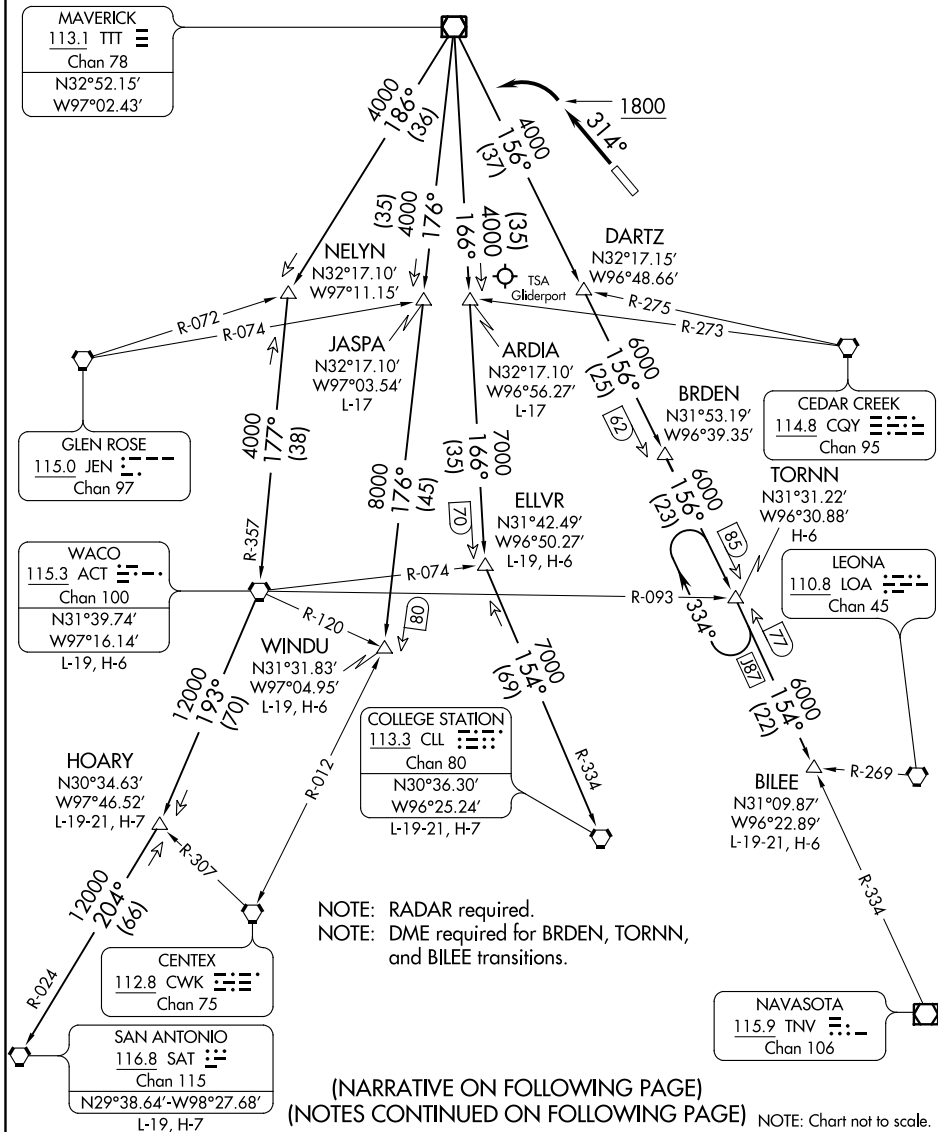 MAVERICK
113.1 TTT
Chan 78
N32°52.15'
W97°02.43'
4000
186°
(36)
(35)
4000
176°
(35)
4000
166°
4000
156°
(37)
1800
314°
NELYN
N32°17.10'
W97°11.15'
TSA
Gliderport
DARTZ
N32°17.15'
W96°48.66'
R-072
R-074
R-275
R-273
JASPA
N32°17.10'
W97°03.54'
L-17
ARDIA
N32°17.10'
W96°56.27'
L-17
6000
156°
(25)
62
BRDEN
N31°53.19'
W96°39.35'
CEDAR CREEK
114.8 CQY
Chan 95
GLEN ROSE
115.0 JEN
Chan 97
4000
177°
(38)
R-357
8000
176°
(45)
7000
166°
(35)
70
ELLVR
N31°42.49'
W96°50.27'
L-19, H-6
6000
156°
(23)
85
TORNN
N31°31.22'
W96°30.88'
H-6
WACO
115.3 ACT
Chan 100
N31°39.74'
W97°16.14'
L-19, H-6
R-074
R-093
R-120
80
334°
77
J87
LEONA
110.8 LOA
Chan 45
WINDU
N31°31.83'
W97°04.95'
L-19, H-6
7000
154°
(69)
R-334
6000
154°
(22)
12000
193°
(70)
COLLEGE STATION
113.3 CLL
Chan 80
N30°36.30'
W96°25.24'
L-19-21, H-7
HOARY
N30°34.63'
W97°46.52'
L-19-21, H-7
R-012
R-307
BILEE
N31°09.87'
W96°22.89'
L-19-21, H-6
R-269
R-334
12000
204°
(66)
R-024
NOTE: RADAR required.
NOTE: DME required for BRDEN, TORNN,
and BILEE transitions.
CENTEX
112.8 CWK
Chan 75
NAVASOTA
115.9 TNV
Chan 106
SAN ANTONIO
116.8 SAT
Chan 115
N29°38.64'-W98°27.68'
L-19, H-7
(NARRATIVE ON FOLLOWING PAGE)
(NOTES CONTINUED ON FOLLOWING PAGE)
NOTE: Chart not to scale.